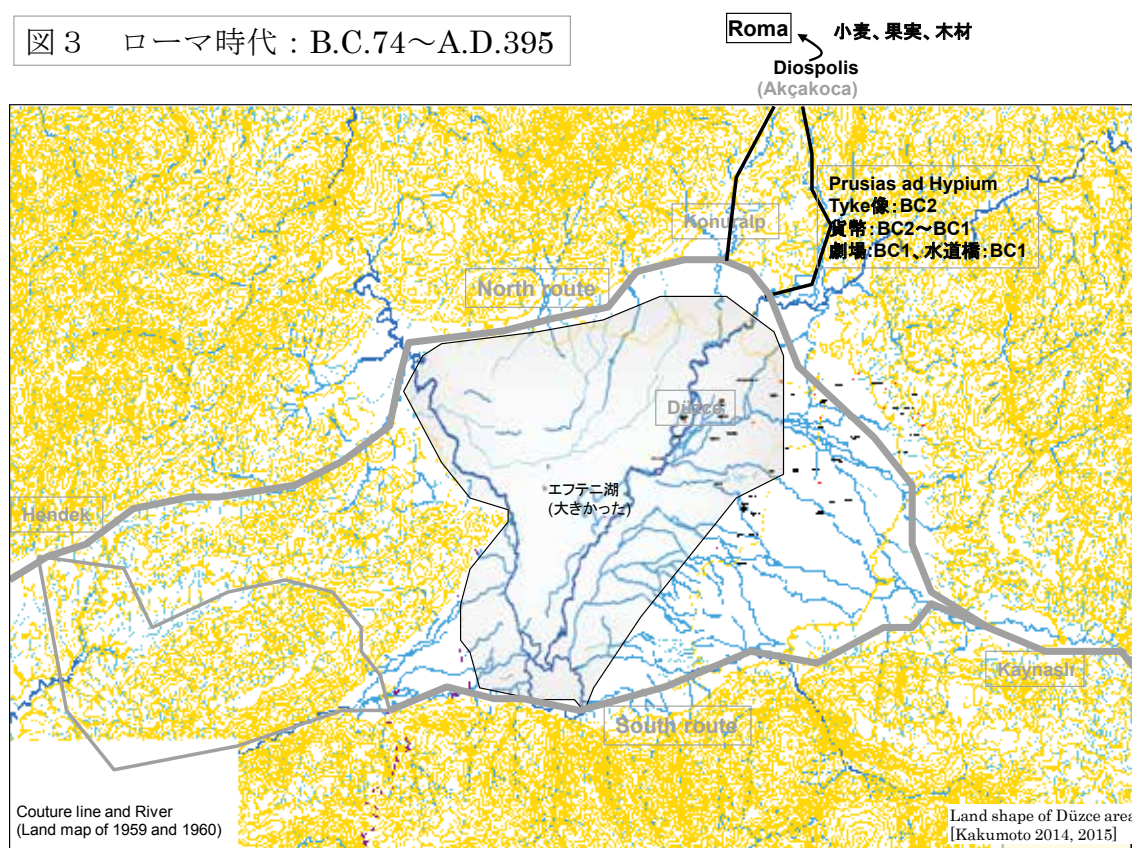 図３　ローマ時代：B.C.74～A.D.395
Roma
小麦、果実、木材
Diospolis
(Akçakoca)
Prusias ad Hypium
Tyke像：BC2
貨幣：BC2～BC1
劇場:BC1、水道橋：BC1
Konuralp
North route
Düzce
エフテニ湖
(大きかった)
Hendek
Kaynaşlı
South route
Couture line and River
(Land map of 1959 and 1960)
Land shape of Düzce area
[Kakumoto 2014, 2015]